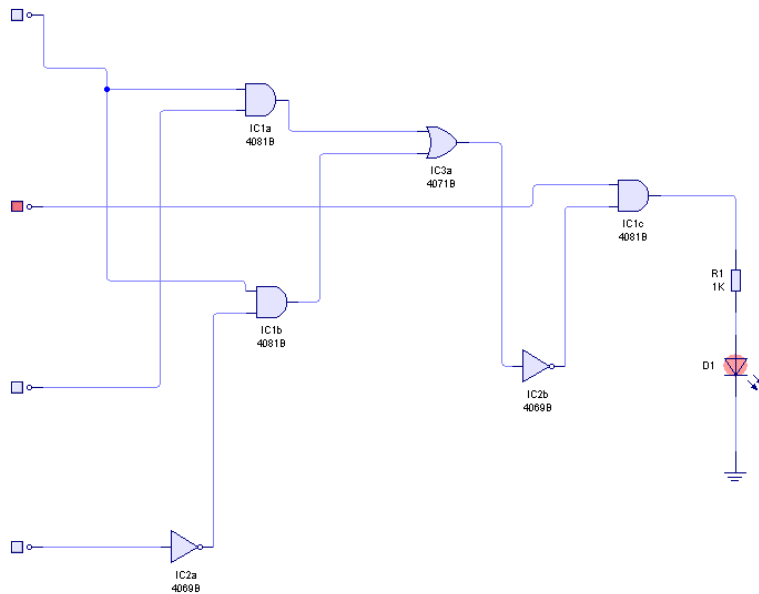 IC1a
4081B
IC3a
4071B
IC1c
4081B
R1
1K
IC1b
4081B
D1
IC2b
4069B
IC2a
4069B